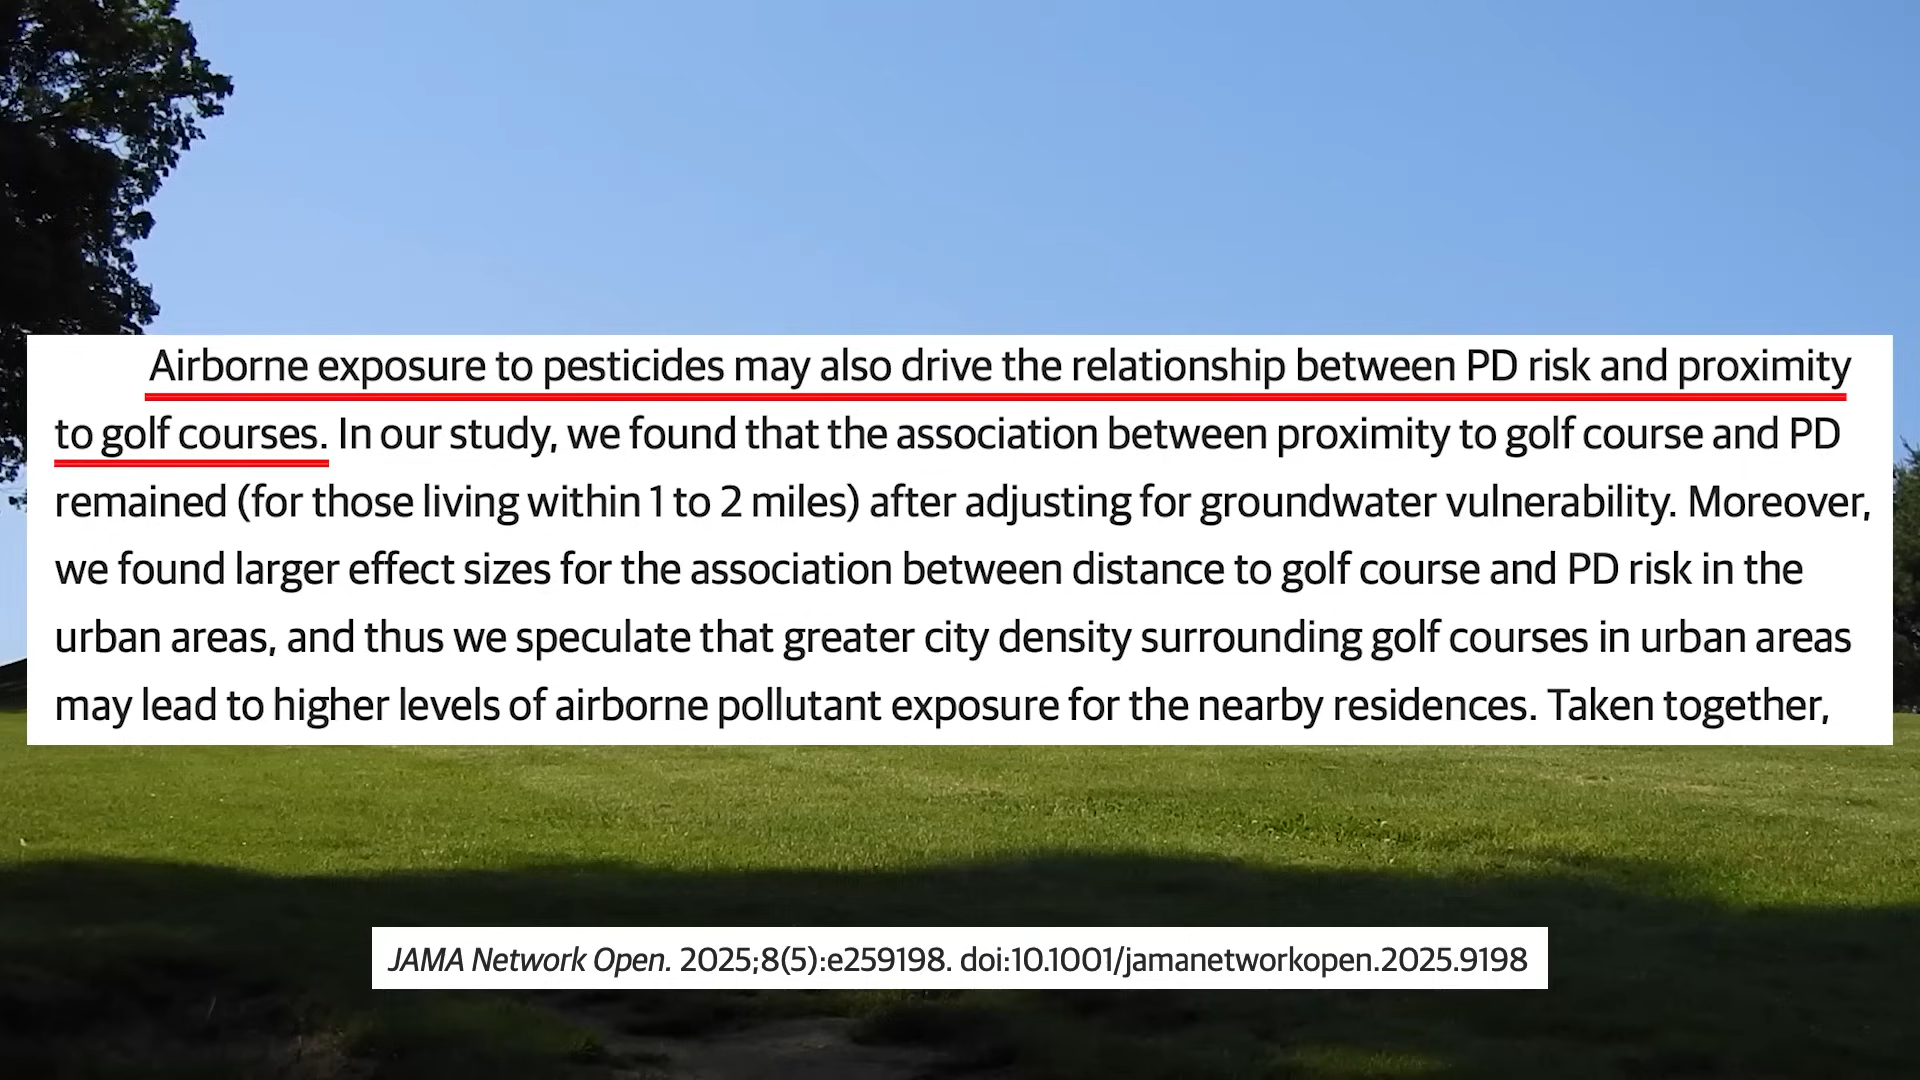 Airborne exposure to pesticides may also drive the relationship between PD risk and proximity
to golf courses. In our study, we found that the association between proximity to golf course and PD
remained (for those living within 1 to 2 miles) after adjusting for groundwater vulnerability. Moreover,
we found larger effect sizes for the association between distance to golf course and PD risk in the
urban areas, and thus we speculate that greater city density surrounding golf courses in urban areas
may lead to higher levels of airborne pollutant exposure for the nearby residences. Taken together,
JAMA Network Open. 2025;8(5):e259198. doi:10.1001/jamanetworkopen.2025.9198